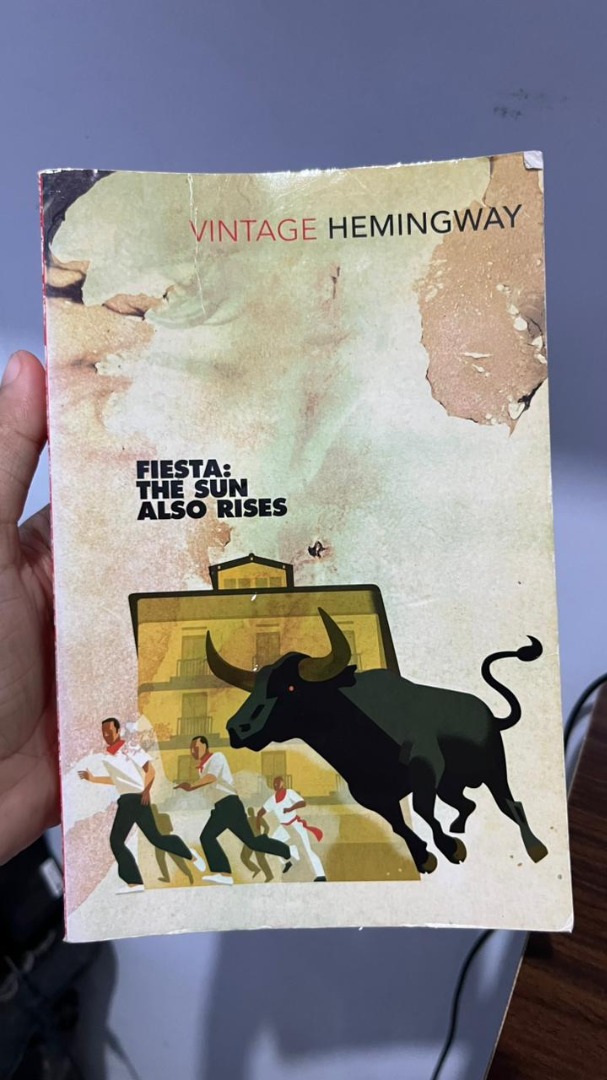 VINTAGE HEMINGWAY
FIESTA:
THE SUN
ALSO RISES